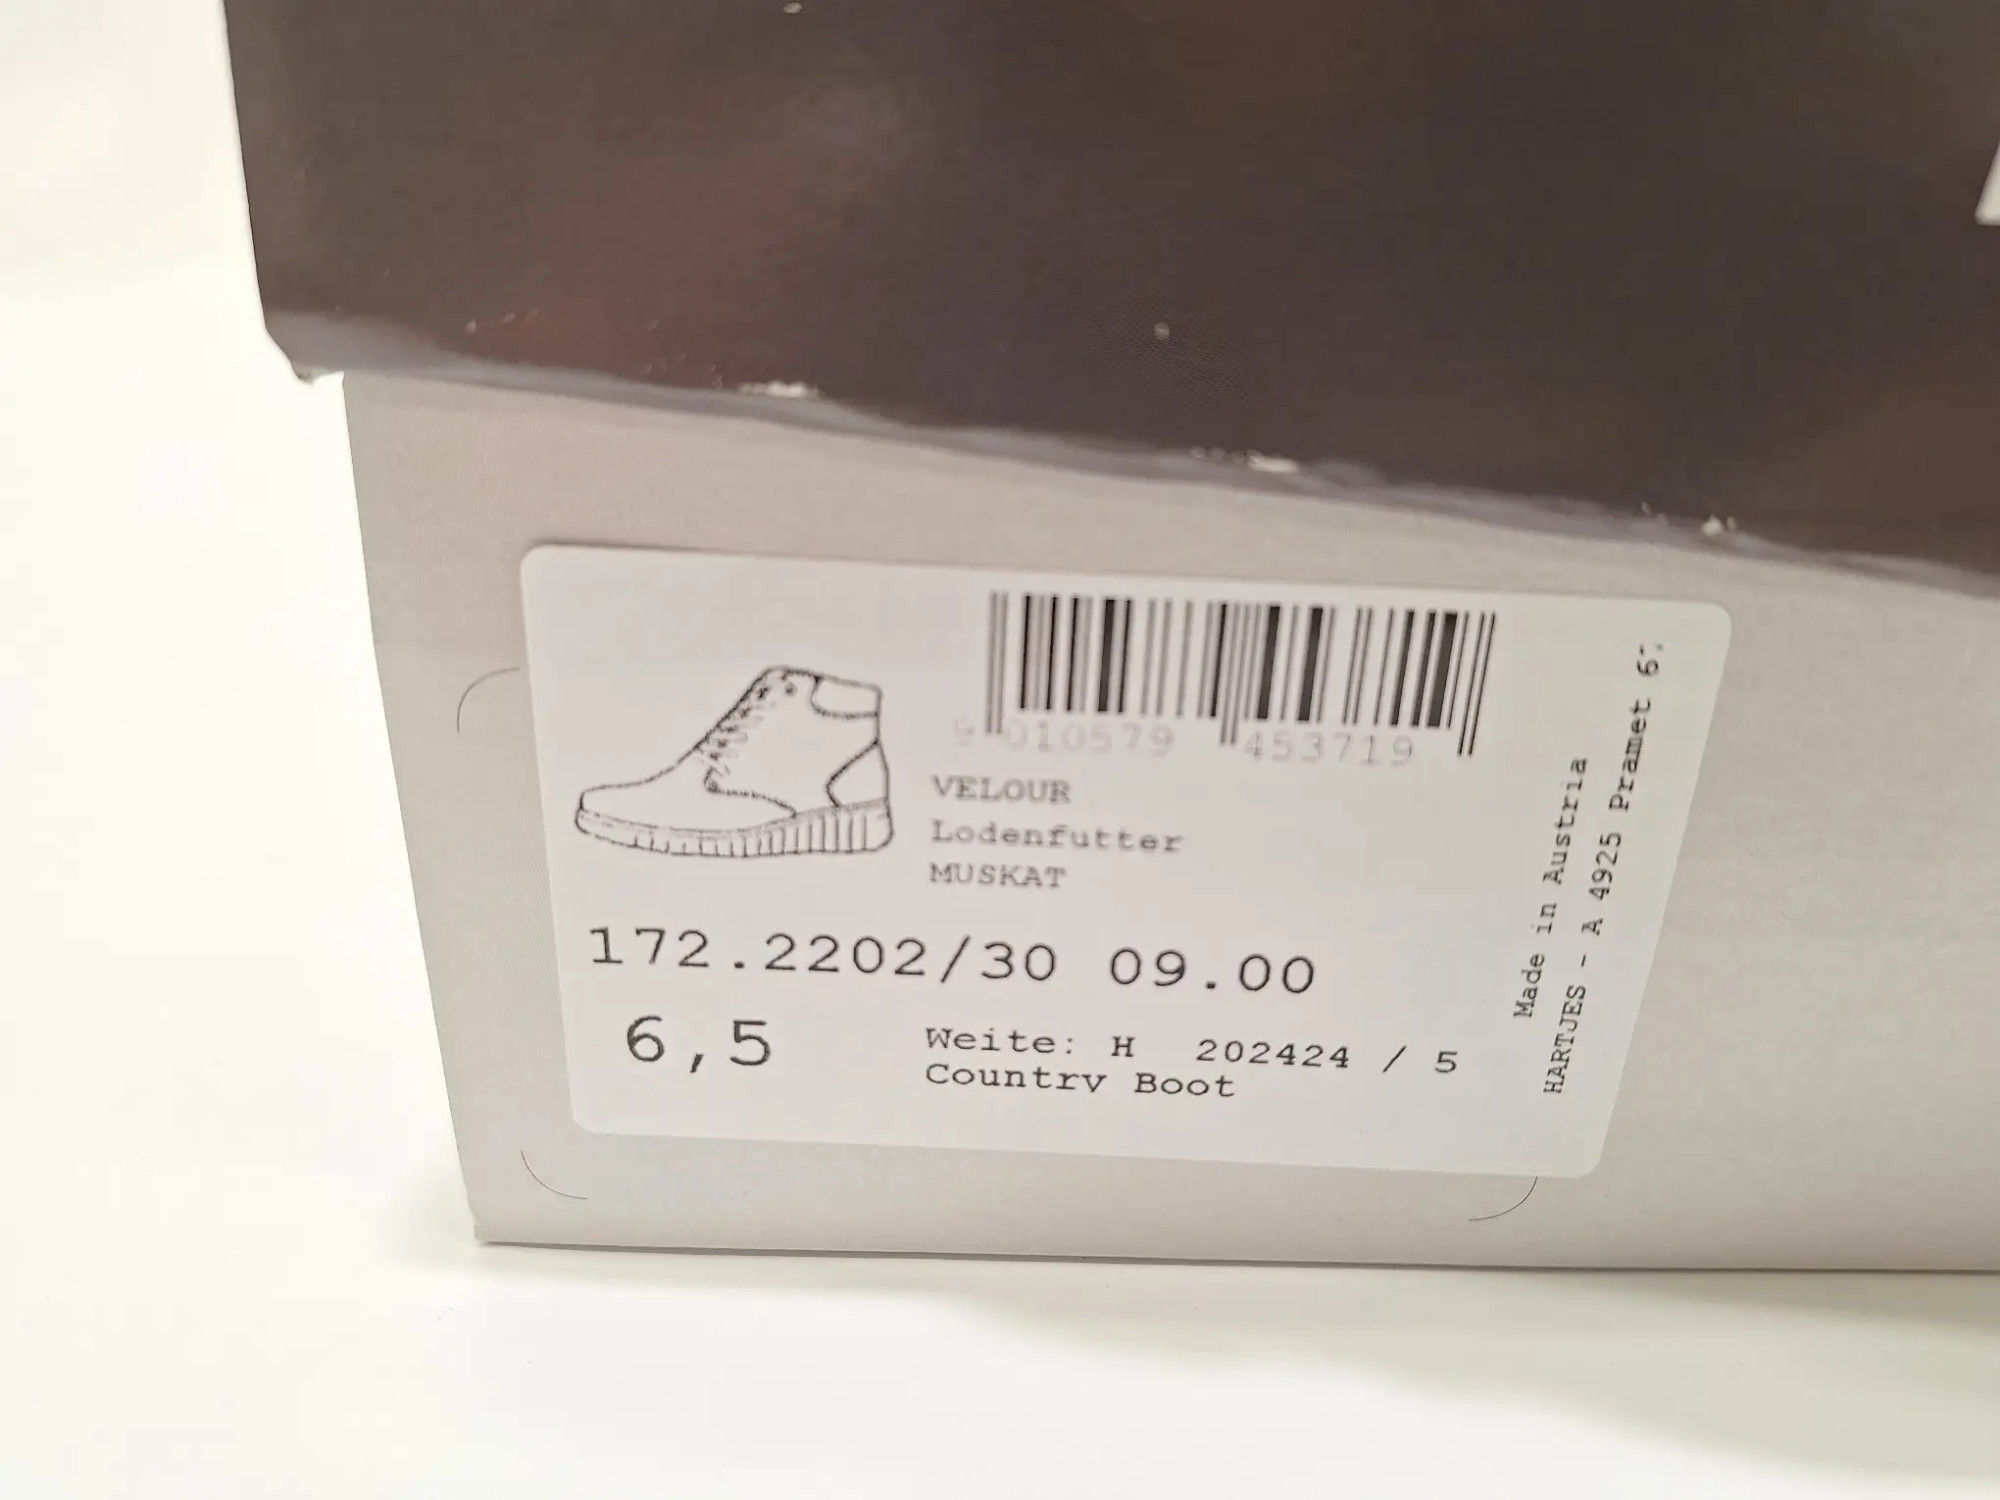 9 010579 453719
VELOUR
Lodenfutter
MUSKAT
172.2202/30 09.00
6,5
Weite: H 202424 / 5
Country Boot
Made in Austria
HARTJES - A 4925 Pramet